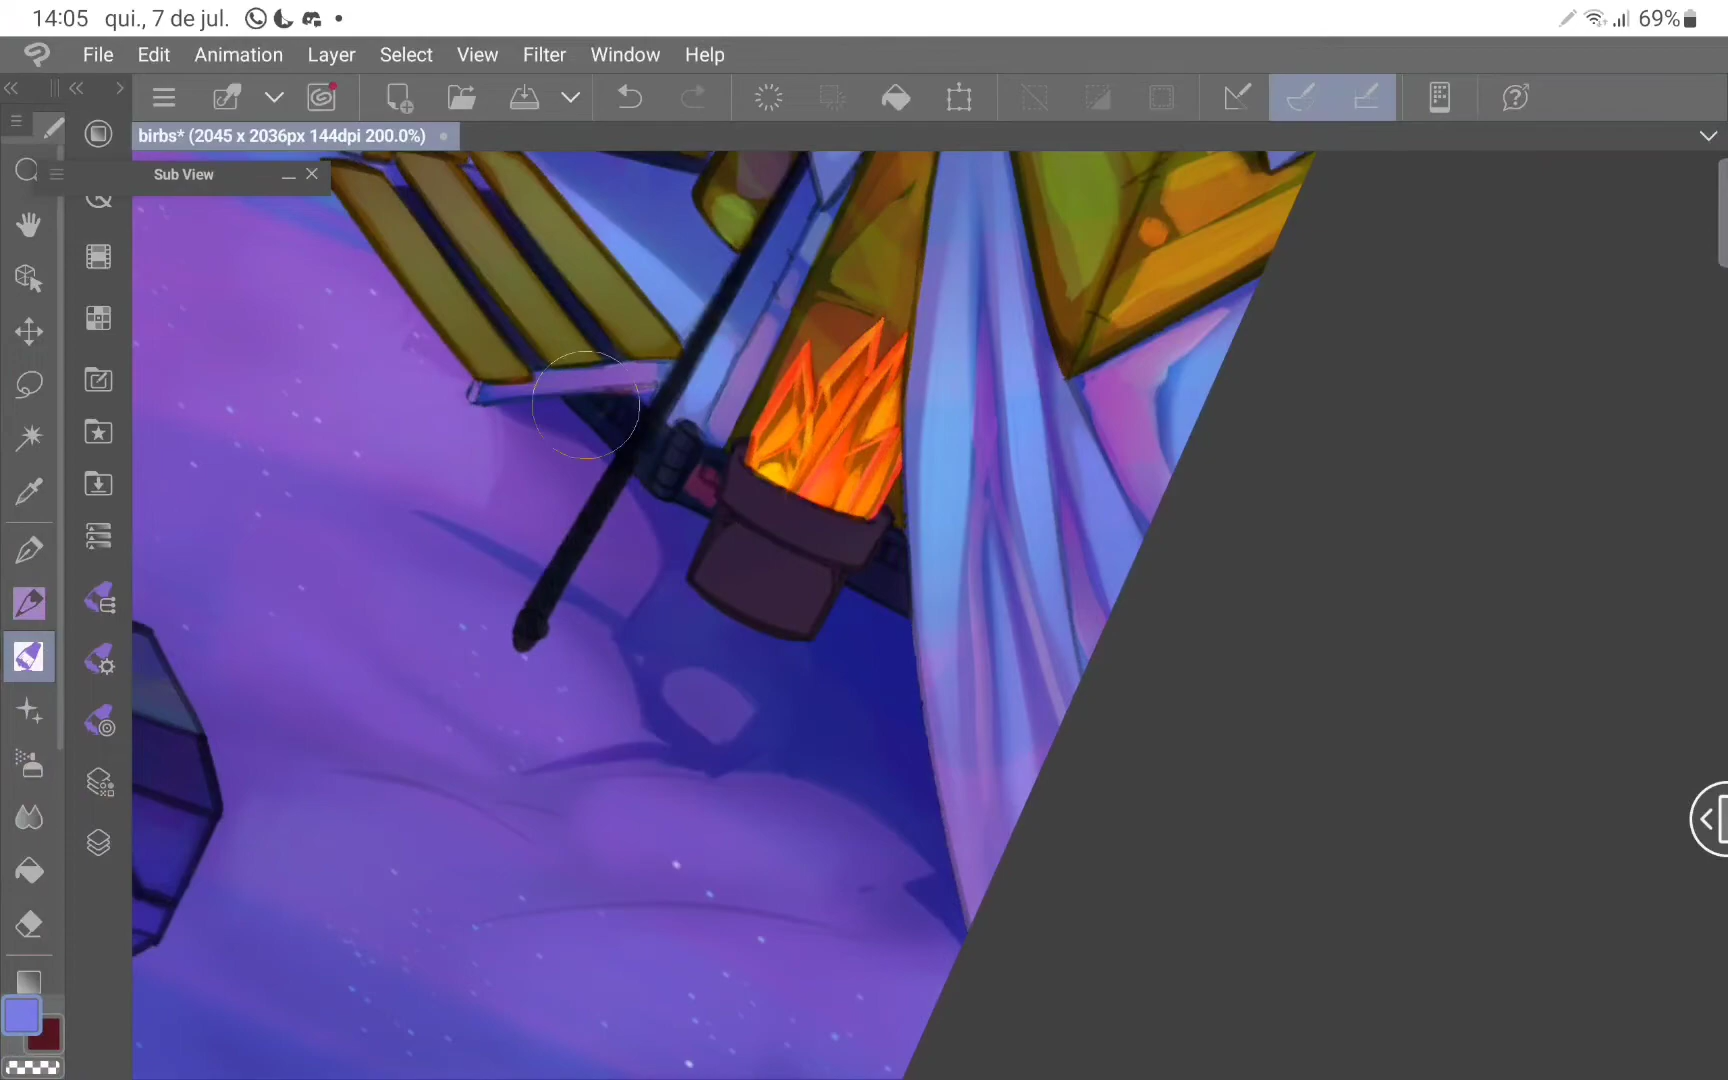 14:05 qui., 7 de jul. 69%
File Edit Animation Layer Select View Filter Window Help
birbs* (2045 x 2036px 144dpi 200.0%)
Sub View